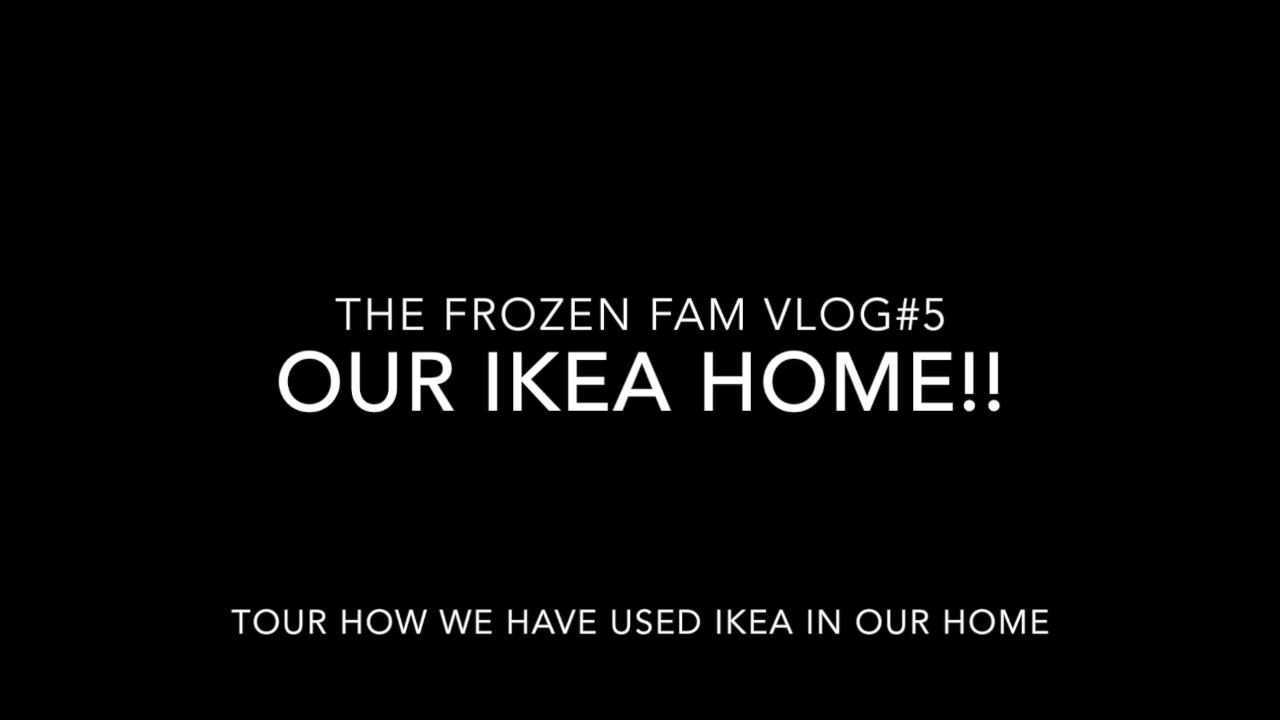 THE FROZEN FAM VLOG#5
OUR IKEA HOME!!
TOUR HOW WE HAVE USED IKEA IN OUR HOME